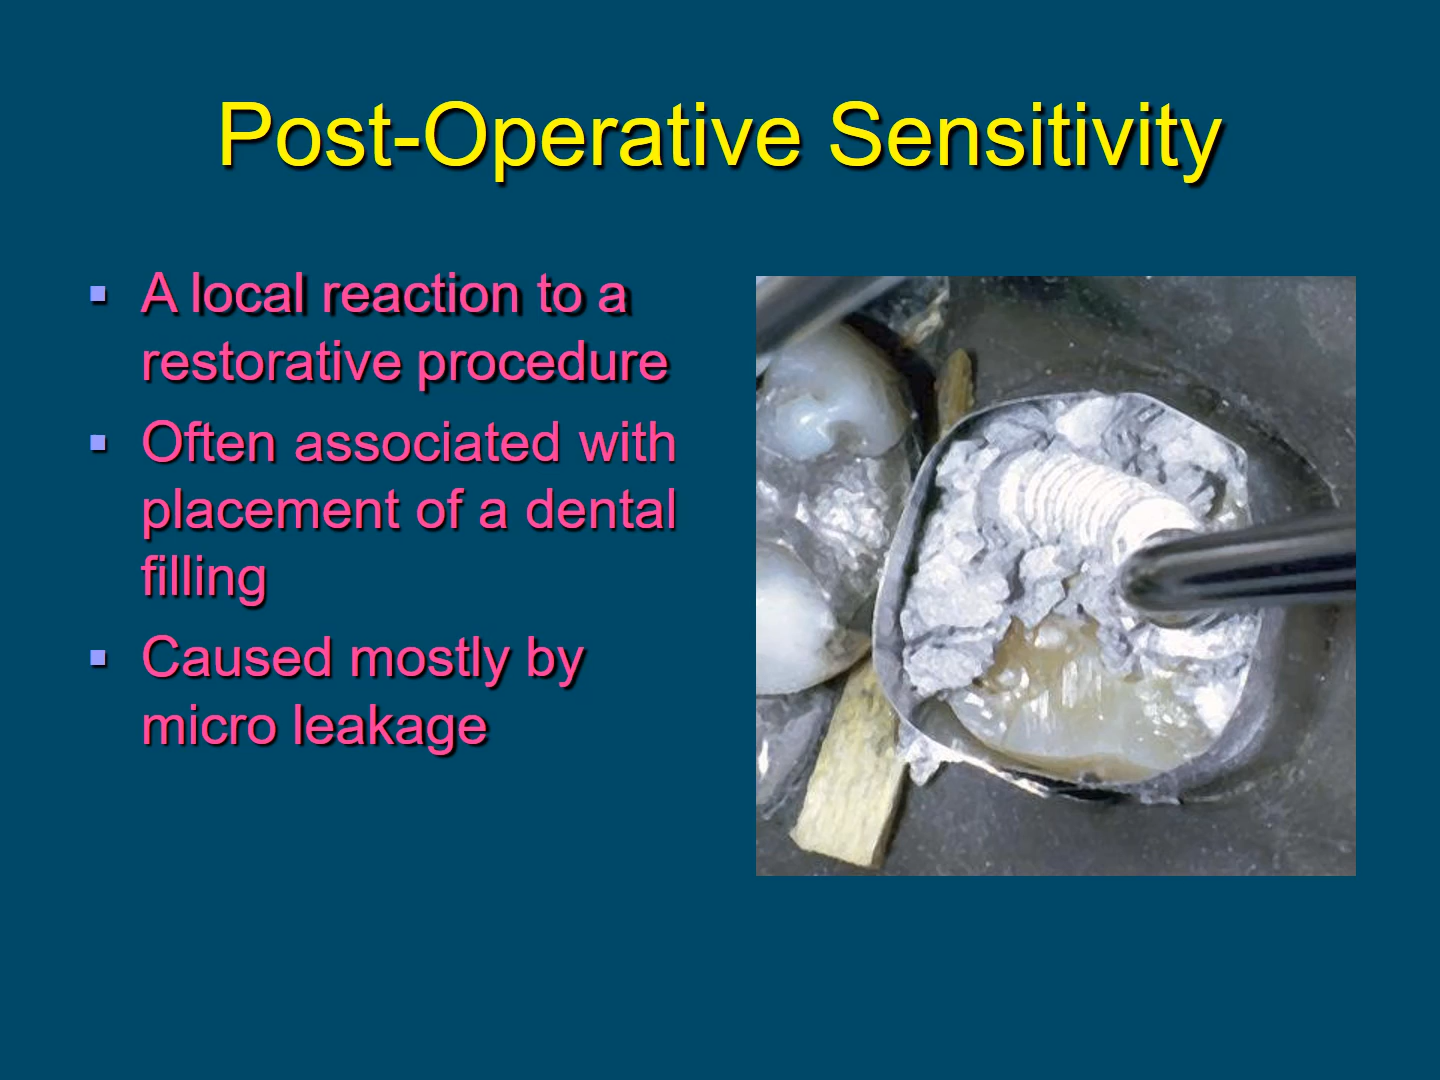 Post-Operative Sensitivity
▪ A local reaction to a
restorative procedure
▪ Often associated with
placement of a dental
filling
▪ Caused mostly by
micro leakage